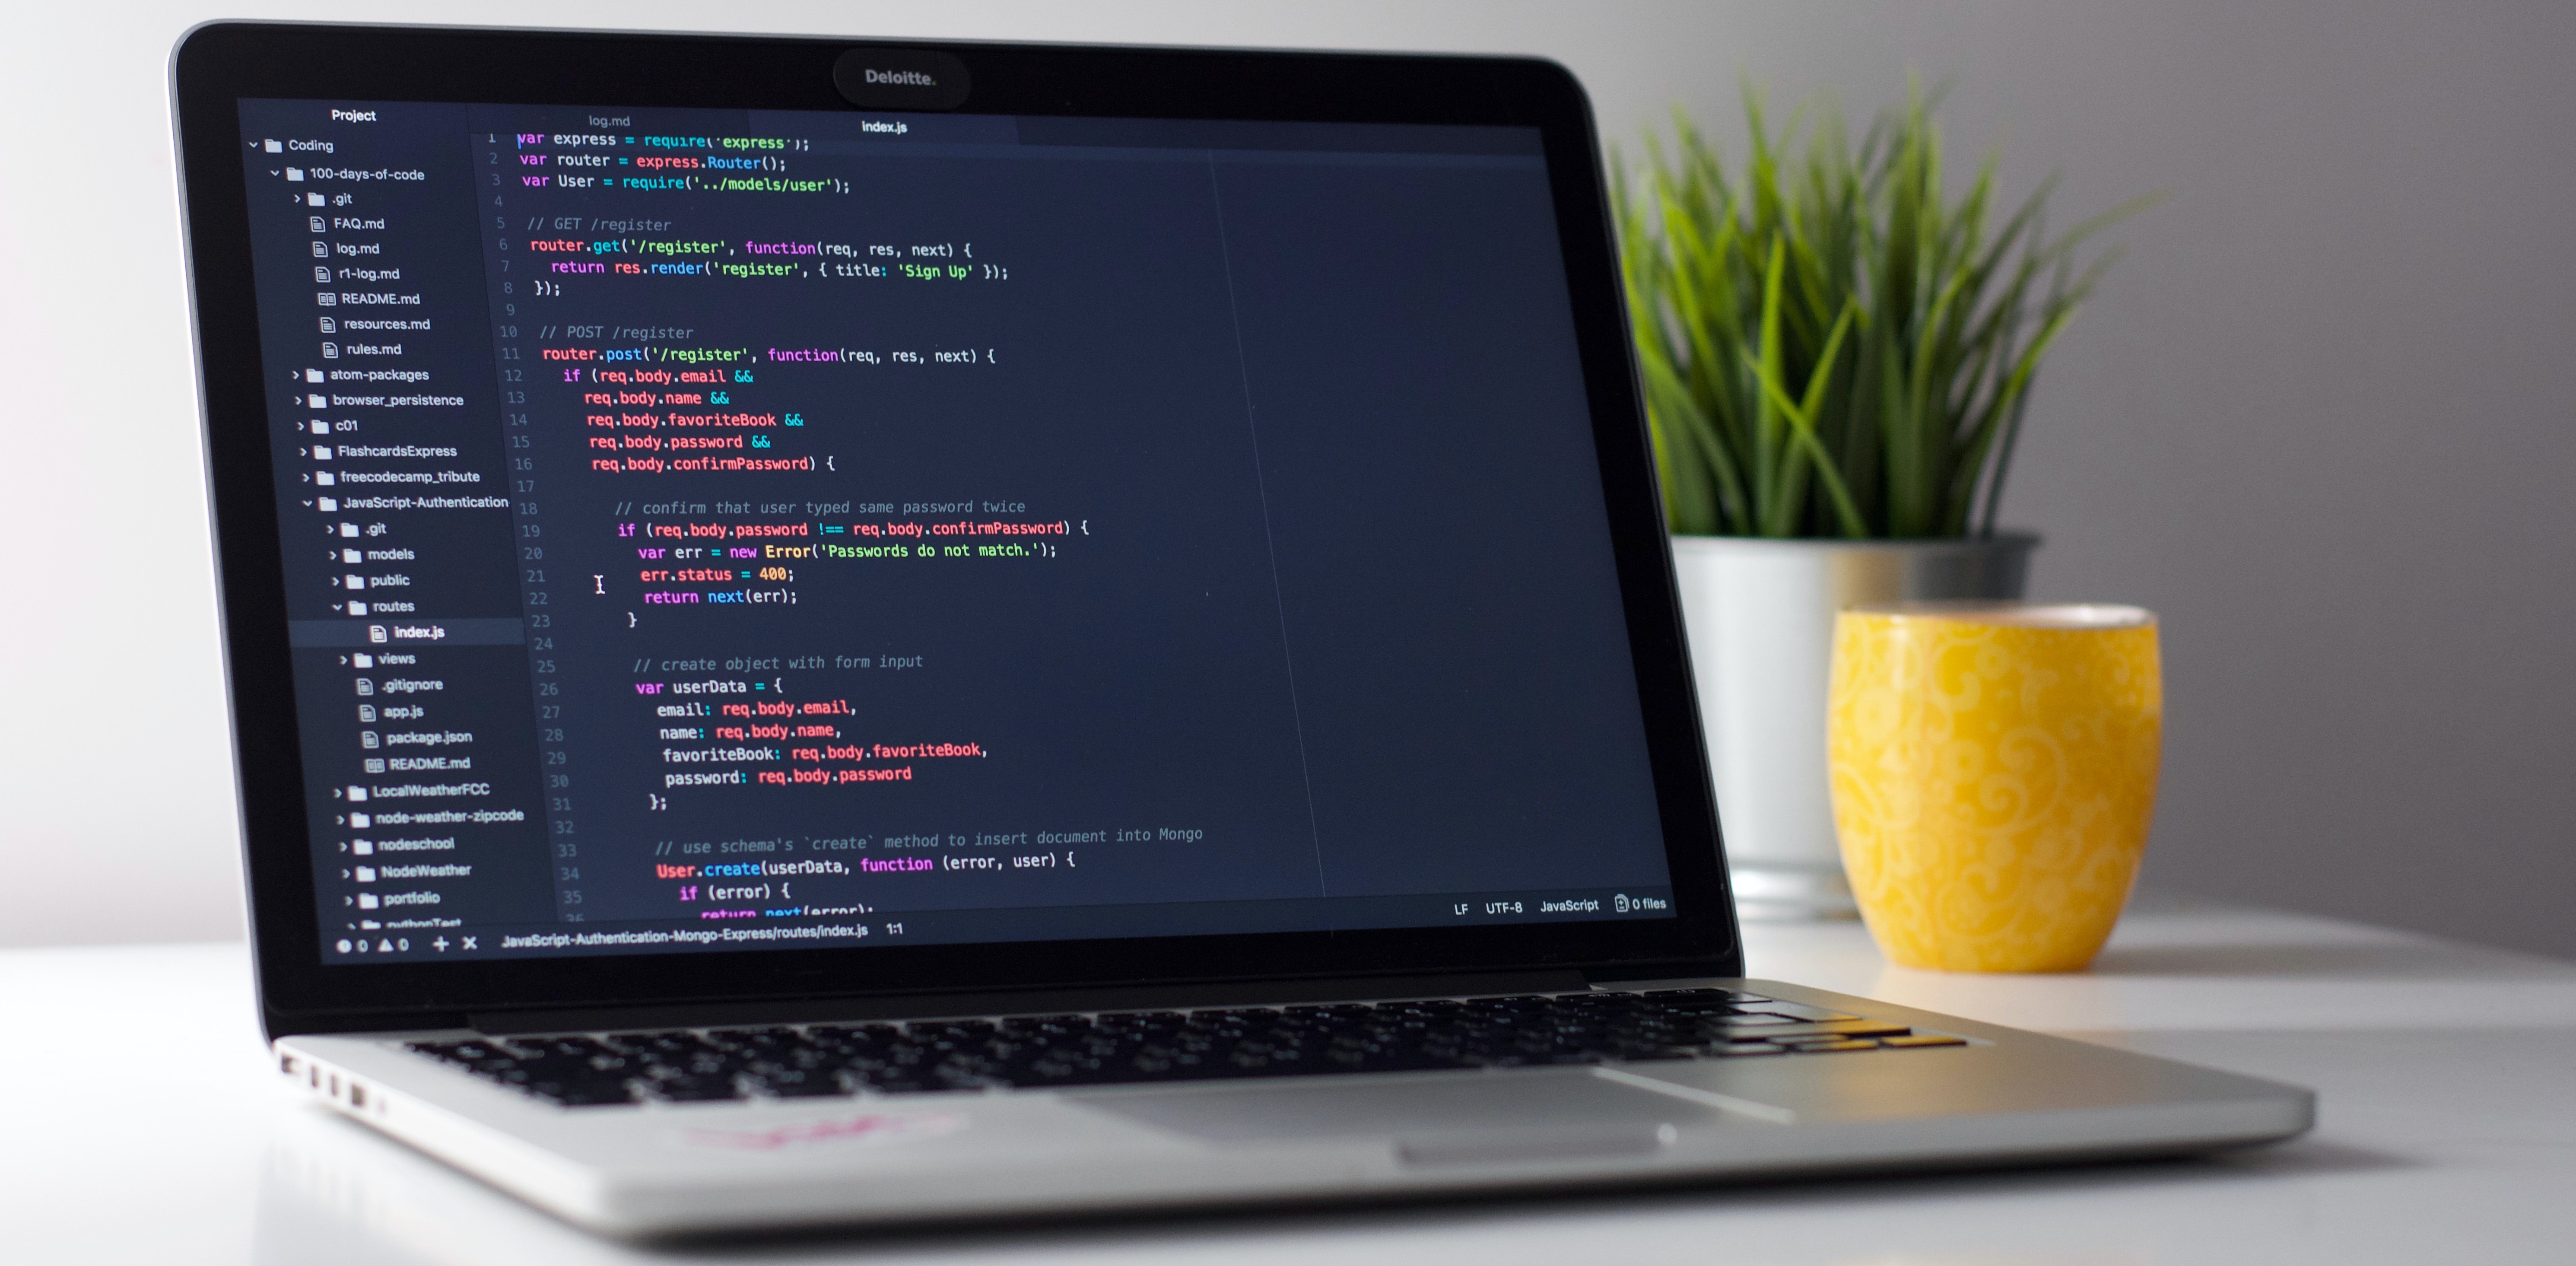 Deloitte.
Project
Coding
100-days-of-code
.git
FAQ.md
log.md
r1-log.md
README.md
resources.md
rules.md
atom-packages
browser_persistence
c01
FlashcardsExpress
freecodecamp_tribute
JavaScript-Authentication
.git
models
public
routes
index.js
views
.gitignore
app.js
package.json
README.md
LocalWeatherFCC
node-weather-zipcode
nodeschool
NodeWeather
portfolio
pythonTest
log.md
index.js
1 var express = require('express');
2 var router = express.Router();
3 var User = require('../models/user');
4
5 // GET /register
6 router.get('/register', function(req, res, next) {
7 return res.render('register', { title: 'Sign Up' });
8 });
9
10 // POST /register
11 router.post('/register', function(req, res, next) {
12 if (req.body.email &&
13 req.body.name &&
14 req.body.favoriteBook &&
15 req.body.password &&
16 req.body.confirmPassword) {
17
18 // confirm that user typed same password twice
19 if (req.body.password !== req.body.confirmPassword) {
20 var err = new Error('Passwords do not match.');
21 err.status = 400;
22 return next(err);
23 }
24
25 // create object with form input
26 var userData = {
27 email: req.body.email,
28 name: req.body.name,
29 favoriteBook: req.body.favoriteBook,
30 password: req.body.password
31 };
32
33 // use schema's `create` method to insert document into Mongo
34 User.create(userData, function (error, user) {
35 if (error) {
36 return next(error);
0 0 JavaScript-Authentication-Mongo-Express/routes/index.js 1:1 LF UTF-8 JavaScript 0 files